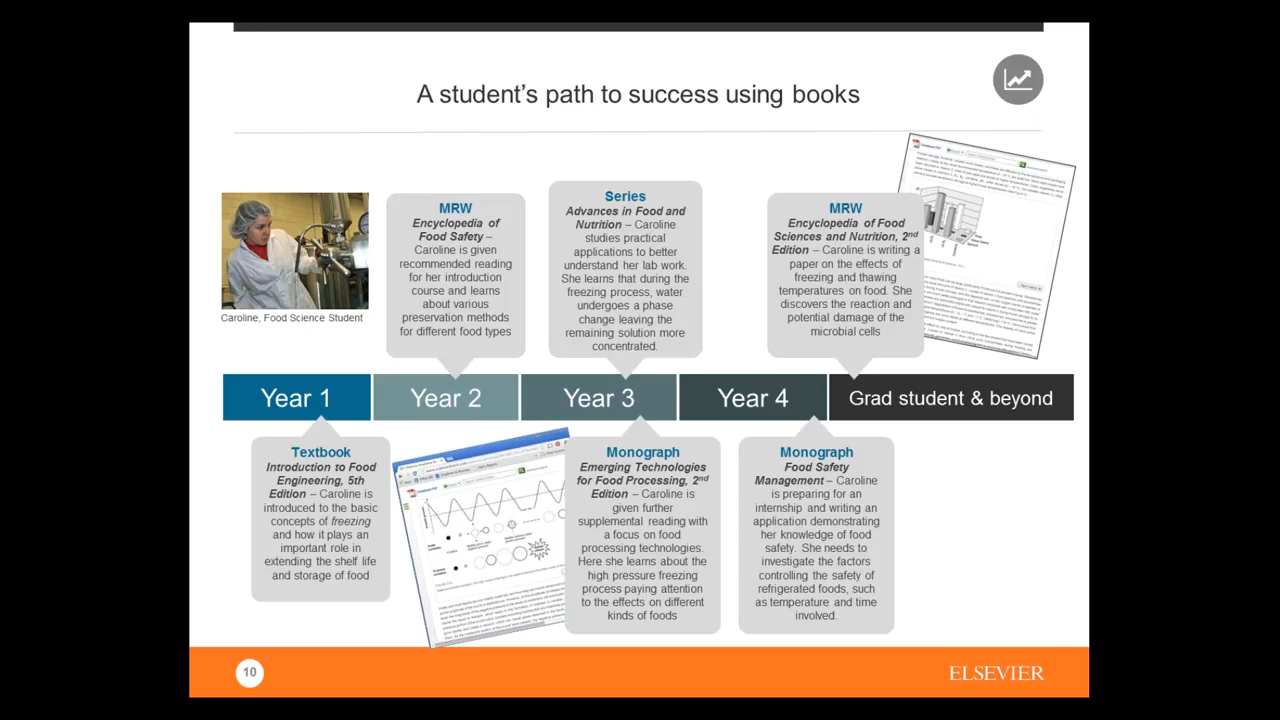 A student's path to success using books
Caroline, Food Science Student
MRW
Encyclopedia of
Food Safety –
Caroline is given
recommended reading
for her introduction
course and learns
about various
preservation methods
for different food types
Series
Advances in Food and
Nutrition – Caroline
studies practical
applications to better
understand her lab work.
She learns that during the
freezing process, water
undergoes a phase
change leaving the
remaining solution more
concentrated.
MRW
Encyclopedia of Food
Sciences and Nutrition, 2nd
Edition – Caroline is writing a
paper on the effects of
freezing and thawing
temperatures on food. She
discovers the reaction and
potential damage of the
microbial cells
Year 1
Year 2
Year 3
Year 4
Grad student & beyond
Textbook
Introduction to Food
Engineering, 5th
Edition – Caroline is
introduced to the basic
concepts of freezing
and how it plays an
important role in
extending the shelf life
and storage of food
Monograph
Emerging Technologies
for Food Processing, 2nd
Edition – Caroline is
given further
supplemental reading with
a focus on food
processing technologies.
Here she learns about the
high pressure freezing
process paying attention
to the effects on different
kinds of foods
Monograph
Food Safety
Management – Caroline
is preparing for an
internship and writing an
application demonstrating
her knowledge of food
safety. She needs to
investigate the factors
controlling the safety of
refrigerated foods, such
as temperature and time
involved.
10
ELSEVIER